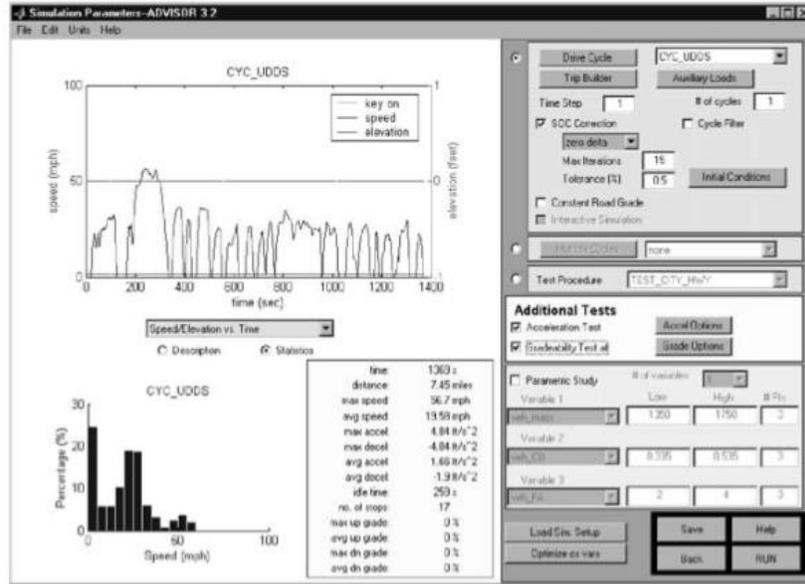 Simulation Parameters--ADVISOR 3.2
File Edit Units Help
CYC_UDDS
100
50
0
1
0
-1
speed (mph)
elevation (feet)
key on
speed
elevation
0 200 400 600 800 1000 1200 1400
time (sec)
Speed/Elevation vs. Time
Description Statistics
CYC_UDDS
30
20
10
0
Percentage (%)
0 50 100
Speed (mph)
time: 1369 s
distance: 7.45 miles
max speed: 56.7 mph
avg speed: 19.58 mph
max accel: 4.84 ft/s^2
max decel: -4.84 ft/s^2
avg accel: 1.66 ft/s^2
avg decel: -1.9 ft/s^2
idle time: 259 s
no. of stops: 17
max up grade: 0 %
avg up grade: 0 %
max dn grade: 0 %
avg dn grade: 0 %
Drive Cycle CYC_UDDS
Trip Builder Auxiliary Loads
Time Step 1 # of cycles 1
SOC Correction Cycle Filter
zero delta
Max Iterations 15
Tolerance (%) 0.5 Initial Conditions
Constant Road Grade
Interactive Simulation
Multiple Cycles none
Test Procedure TEST_CITY_HWY
Additional Tests
Acceleration Test Accel Options
Gradeability Test at Grade Options
Parametric Study # of variables 1
Variable 1 Low High # Pts
veh_mass 1350 1750 3
Variable 2
veh_CD 0.335 0.535 3
Variable 3
veh_FA 2 4 3
Load Sim. Setup Save Help
Optimize cs vars Back RUN